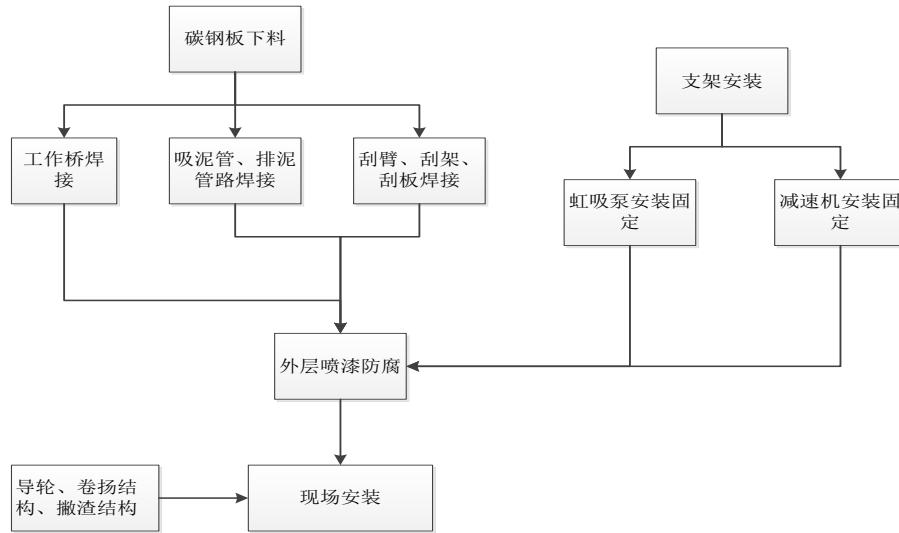 碳钢板下料
支架安装
工作桥焊
接
吸泥管、排泥
管路焊接
刮臂、刮架、
刮板焊接
虹吸泵安装固
定
减速机安装固
定
外层喷漆防腐
导轮、卷扬结
构、撇渣结构
现场安装